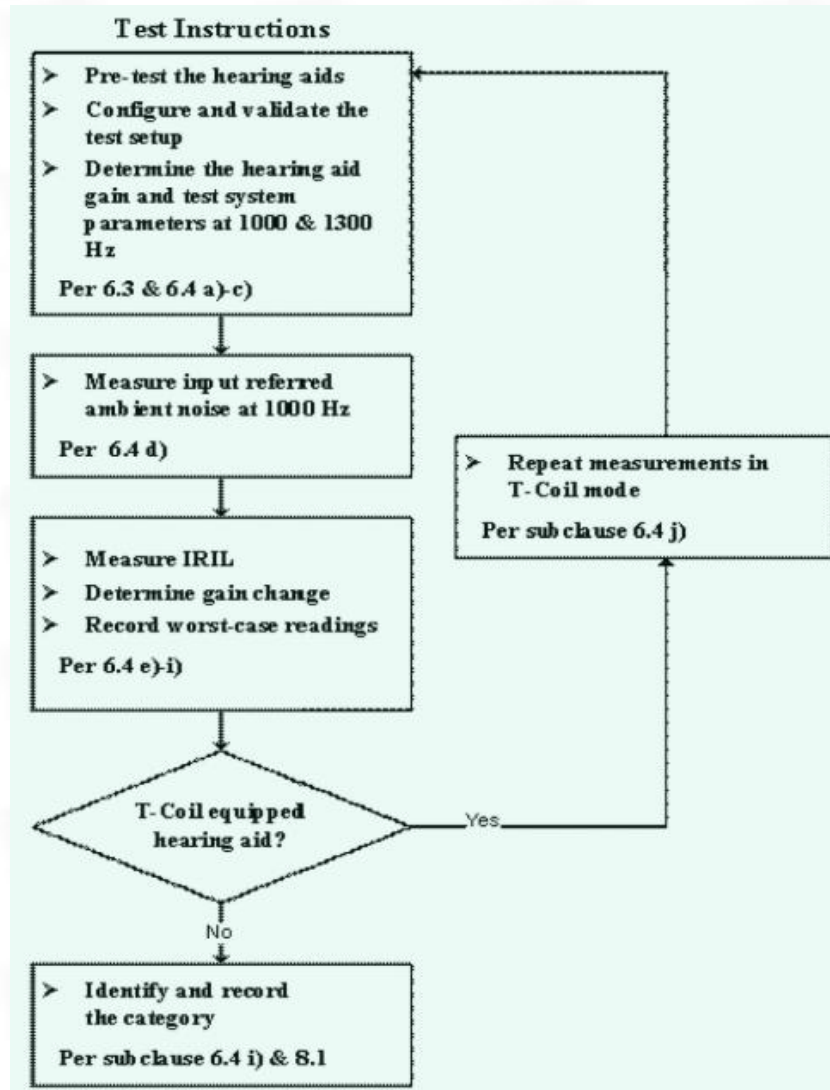 Test Instructions
➢ Pre-test the hearing aids
➢ Configure and validate the
test setup
➢ Determine the hearing aid
gain and test system
parameters at 1000 & 1300
Hz
Per 6.3 & 6.4 a)-c)
➢ Measure input referred
ambient noise at 1000 Hz
Per 6.4 d)
➢ Repeat measurements in
T-Coil mode
Per subclause 6.4 j)
➢ Measure IRIL
➢ Determine gain change
➢ Record worst-case readings
Per 6.4 e)-i)
T-Coil equipped
hearing aid?
Yes
No
➢ Identify and record
the category
Per subclause 6.4 i) & 8.1